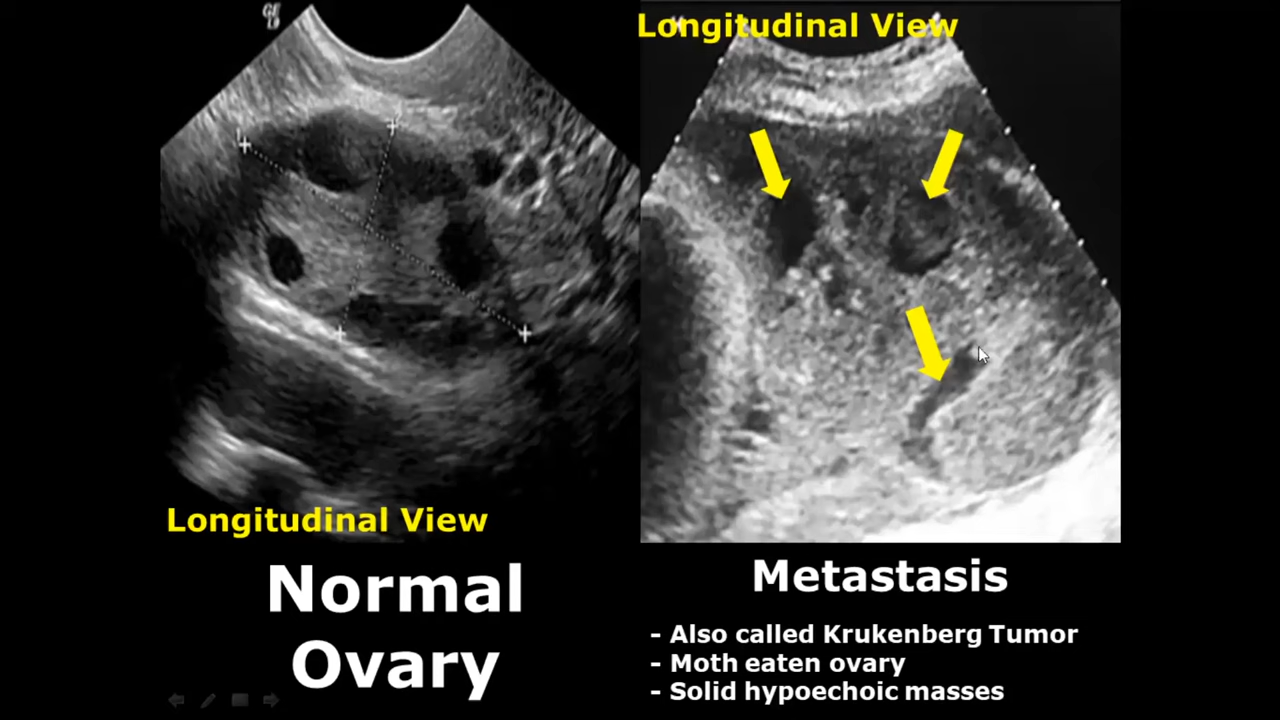 Longitudinal View
Longitudinal View
Normal
Ovary
Metastasis
- Also called Krukenberg Tumor
- Moth eaten ovary
- Solid hypoechoic masses